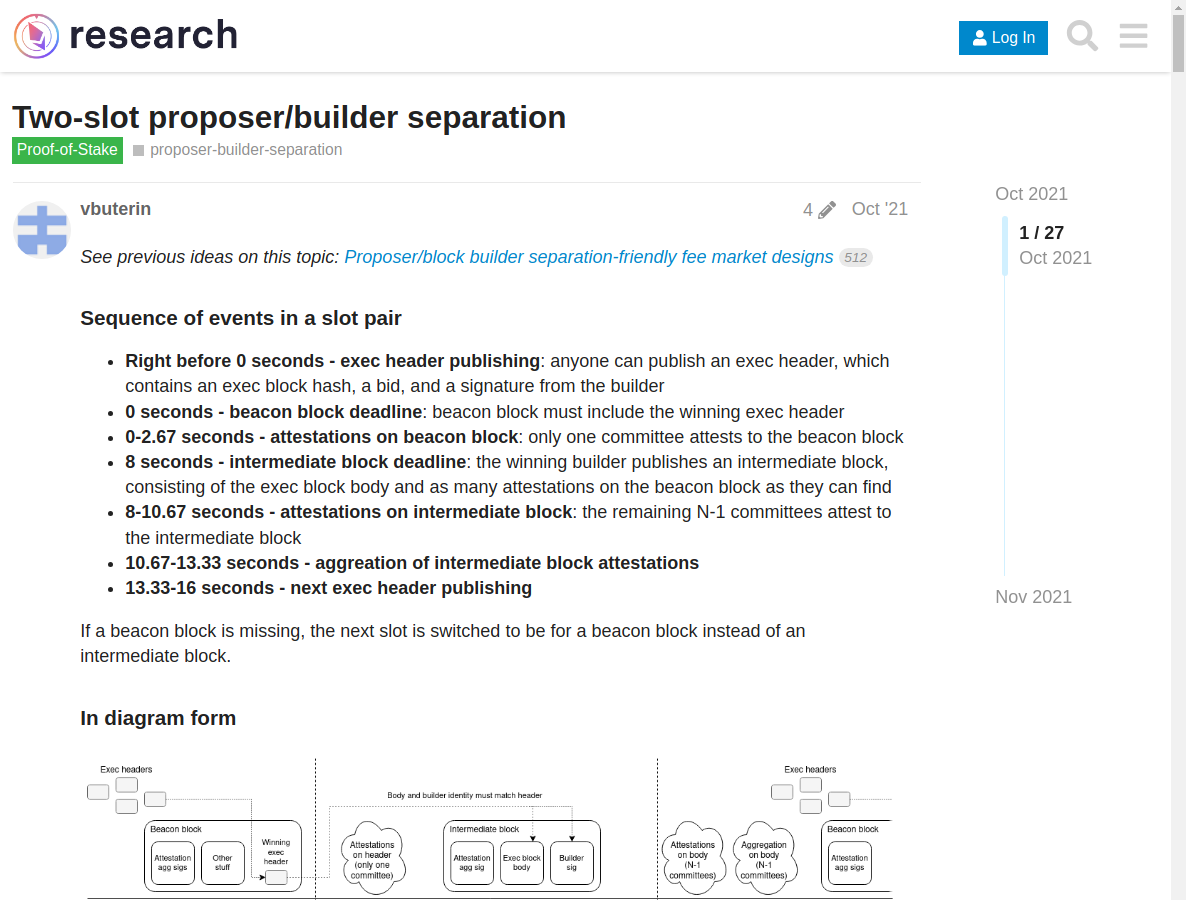 research
Log In
Two-slot proposer/builder separation
Proof-of-Stake proposer-builder-separation
vbuterin
4 Oct '21
See previous ideas on this topic: Proposer/block builder separation-friendly fee market designs 512
Sequence of events in a slot pair
• Right before 0 seconds - exec header publishing: anyone can publish an exec header, which
contains an exec block hash, a bid, and a signature from the builder
• 0 seconds - beacon block deadline: beacon block must include the winning exec header
• 0-2.67 seconds - attestations on beacon block: only one committee attests to the beacon block
• 8 seconds - intermediate block deadline: the winning builder publishes an intermediate block,
consisting of the exec block body and as many attestations on the beacon block as they can find
• 8-10.67 seconds - attestations on intermediate block: the remaining N-1 committees attest to
the intermediate block
• 10.67-13.33 seconds - aggreation of intermediate block attestations
• 13.33-16 seconds - next exec header publishing
If a beacon block is missing, the next slot is switched to be for a beacon block instead of an
intermediate block.
In diagram form
Exec headers
Beacon block
Attestation
agg sigs
Other
stuff
Winning
exec
header
Body and builder identity must match header
Attestations
on header
(only one
committee)
Intermediate block
Attestation
agg sig
Exec block
body
Builder
sig
Attestations
on body
(N-1
committees)
Aggregation
on body
(N-1
committees)
Exec headers
Beacon block
Attestation
agg sigs
Oct 2021
1 / 27
Oct 2021
Nov 2021